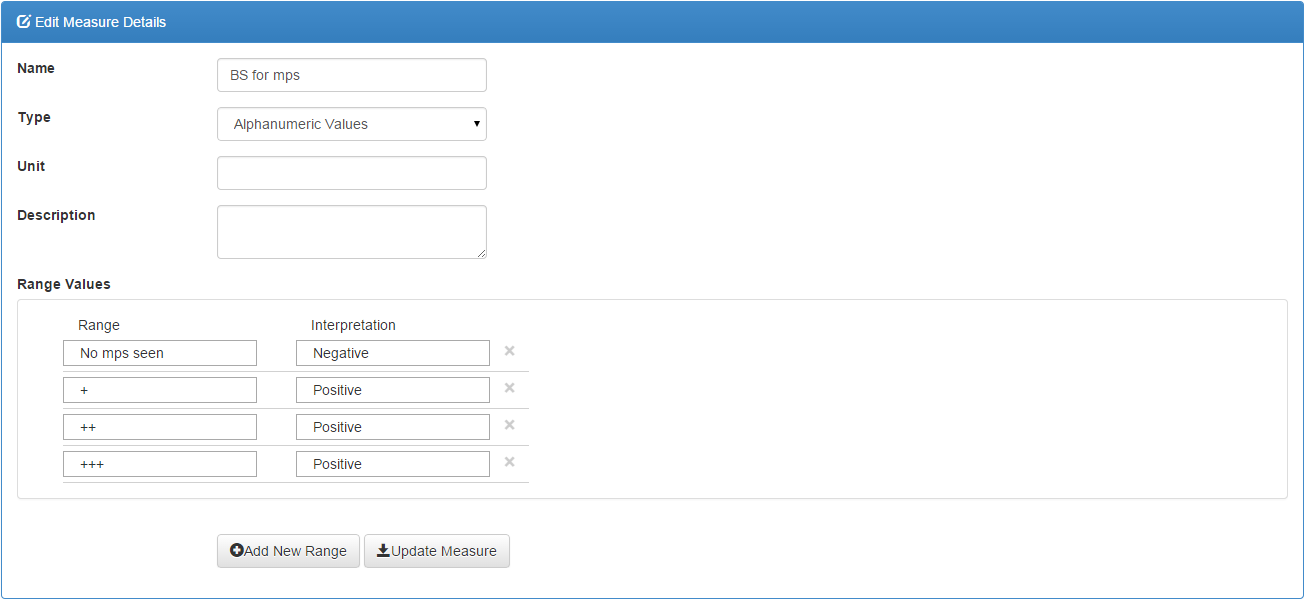 Edit Measure Details
Name
BS for mps
Type
Alphanumeric Values
Unit
Description
Range Values
Range Interpretation
No mps seen Negative
+ Positive
++ Positive
+++ Positive
Add New Range Update Measure